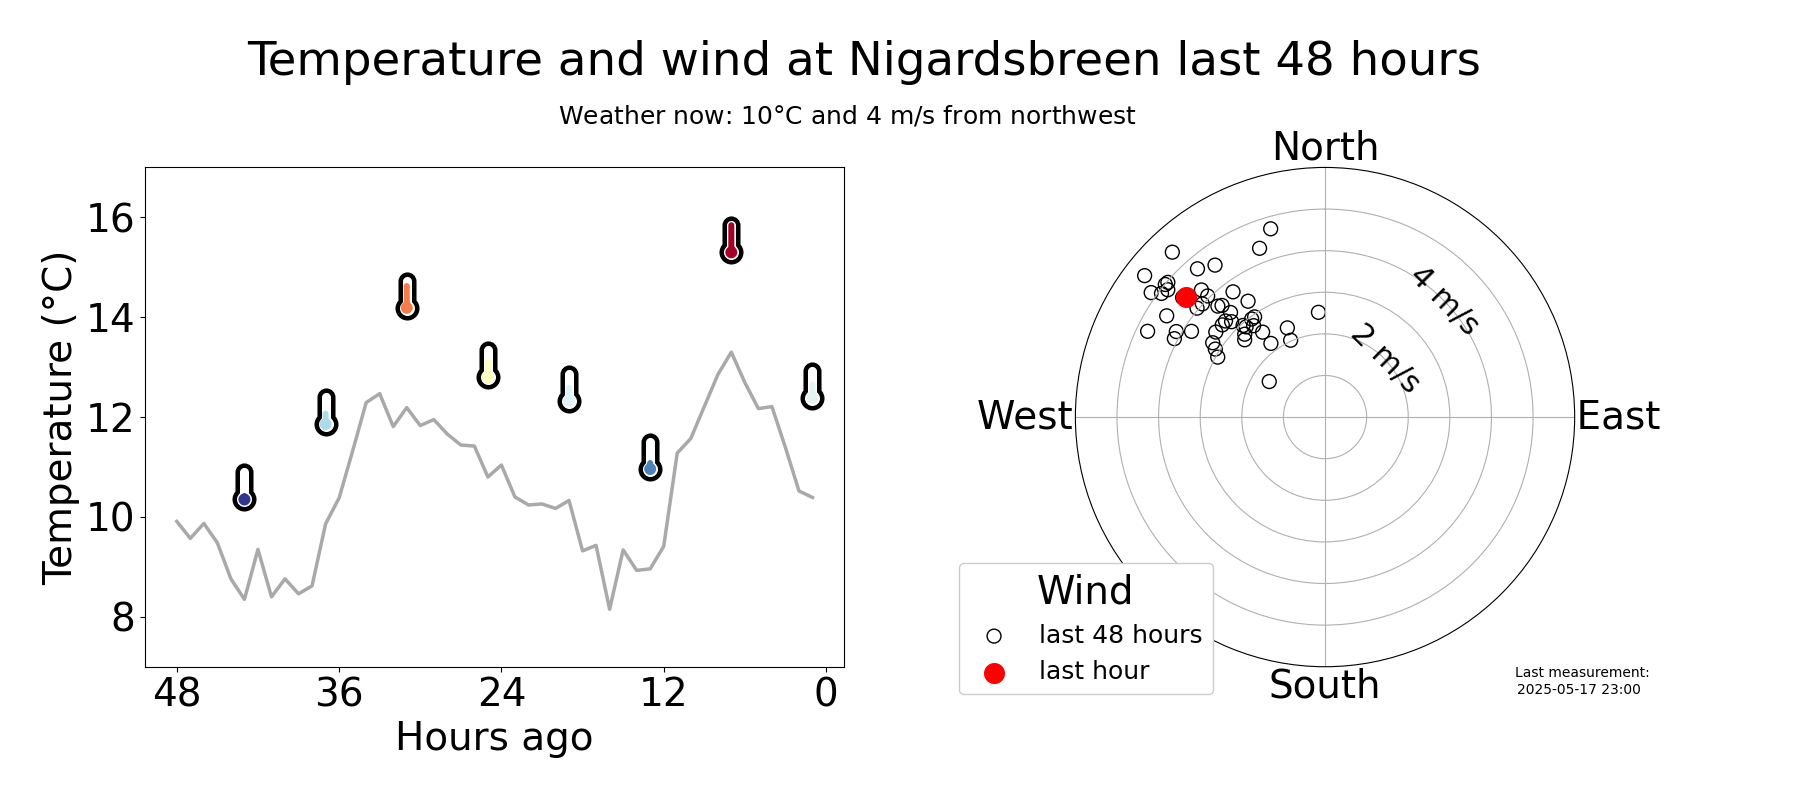 Temperature and wind at Nigardsbreen last 48 hours
Weather now: 10°C and 4 m/s from northwest
Temperature (°C)
16
14
12
10
8
48 36 24 12 0
Hours ago
North
4 m/s
2 m/s
West East
South
Wind
last 48 hours
last hour
Last measurement:
2025-05-17 23:00